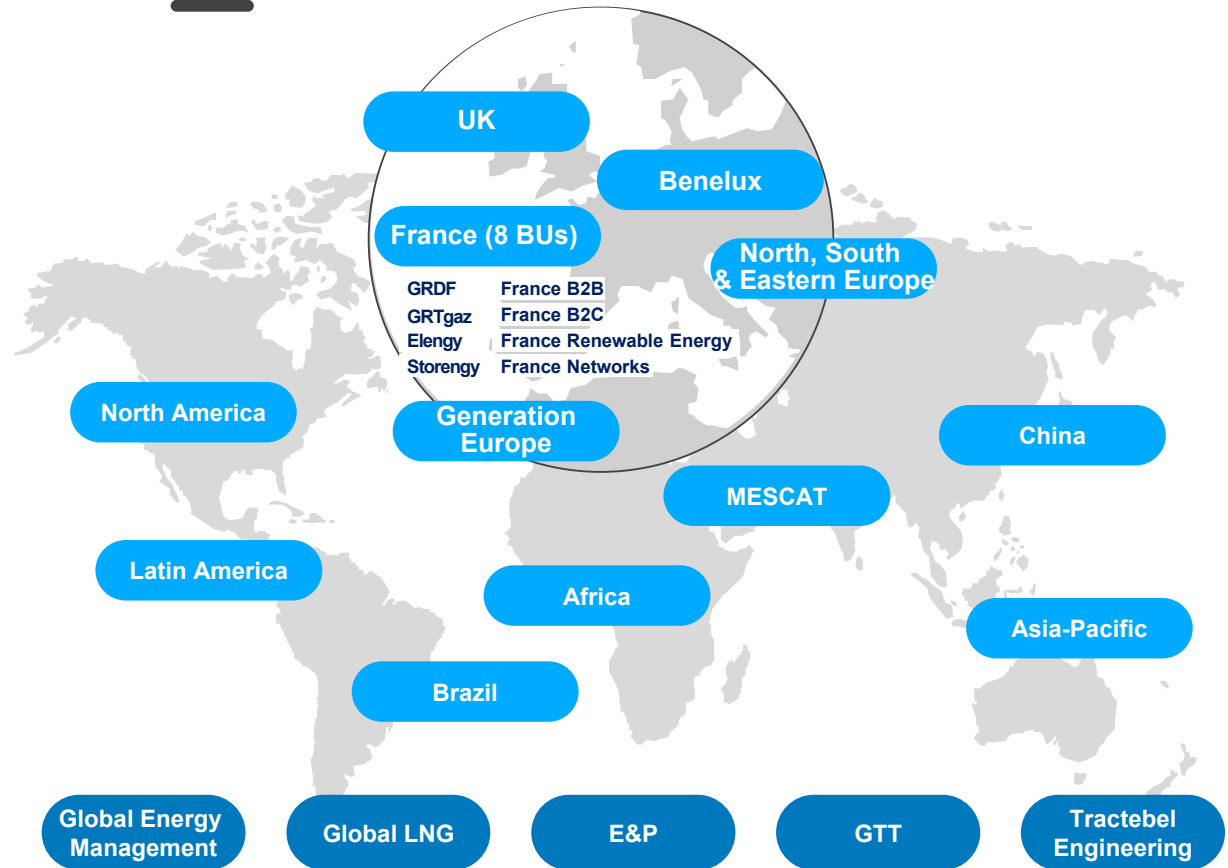 UK
Benelux
France (8 BUs)
North, South
& Eastern Europe
GRDF France B2B
GRTgaz France B2C
Elengy France Renewable Energy
Storengy France Networks
North America
Generation
Europe
China
MESCAT
Latin America
Africa
Asia-Pacific
Brazil
Global Energy
Management
Global LNG
E&P
GTT
Tractebel
Engineering